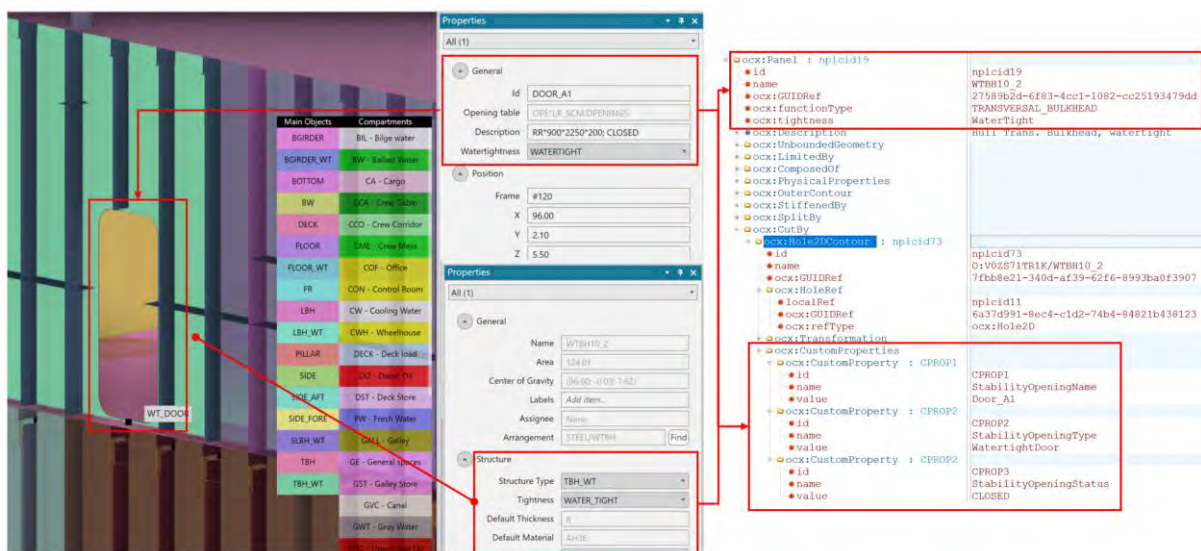 Main Objects Compartments
BGIRDER BIL - Bilge water
BGIRDER_WT BW - Ballast Water
BOTTOM CA - Cargo
BW CCA - Crew Cabin
DECK CCO - Crew Corridor
FLOOR CME - Crew Mess
FLOOR_WT COF - Office
FR CON - Control Room
LBH CW - Cooling Water
LBH_WT CWH - Wheelhouse
PILLAR DECK - Deck load
SIDE DO - Diesel Oil
SIDE_AFT DST - Deck Store
SIDE_FORE FW - Fresh Water
SLBH_WT GALL - Galley
TBH GE - General spaces
TBH_WT GST - Galley Store
GVC - Canal
GWT - Gray Water
WT_DOOR
Properties
All (1)
General
Id DOOR_A1
Opening table
Description RR*900*2250*200; CLOSED
Watertightness WATERTIGHT
Position
Frame #120
X 96.00
Y 2.10
Z 5.50
Properties
All (1)
General
Name WTBH10_2
Area 124.01
Center of Gravity (96.00; -0.09; 7.62)
Labels Add item...
Assignee None
Arrangement STEEL/WTBH Find
Structure
Structure Type TBH_WT
Tightness WATER_TIGHT
Default Thickness 8
Default Material AH36
ocx:Panel : nplcid19
id nplcid19
name WTBH10_2
ocx:GUIDRef 27589b2d-6f83-4cc1-1082-cc25193479dd
ocx:functionType TRANSVERSAL_BULKHEAD
ocx:tightness WaterTight
ocx:Description Hull Trans. Bulkhead, watertight
ocx:UnboundedGeometry
ocx:LimitedBy
ocx:ComposedOf
ocx:PhysicalProperties
ocx:OuterContour
ocx:StiffenedBy
ocx:SplitBy
ocx:CutBy
ocx:Hole2DContour : nplcid73
id nplcid73
name O:V0ZS71TR1K/WTBH10_2
ocx:GUIDRef 7fbb8e21-340d-af39-62f6-8993ba0f3907
ocx:HoleRef
localRef nplcid11
ocx:GUIDRef 6a37d991-8ec4-c1d2-74b4-84821b438123
ocx:refType ocx:Hole2D
ocx:Transformation
ocx:CustomProperties
ocx:CustomProperty : CPROP1
id CPROP1
name StabilityOpeningName
value Door_A1
ocx:CustomProperty : CPROP2
id CPROP2
name StabilityOpeningType
value WatertightDoor
ocx:CustomProperty : CPROP2
id CPROP3
name StabilityOpeningStatus
value CLOSED